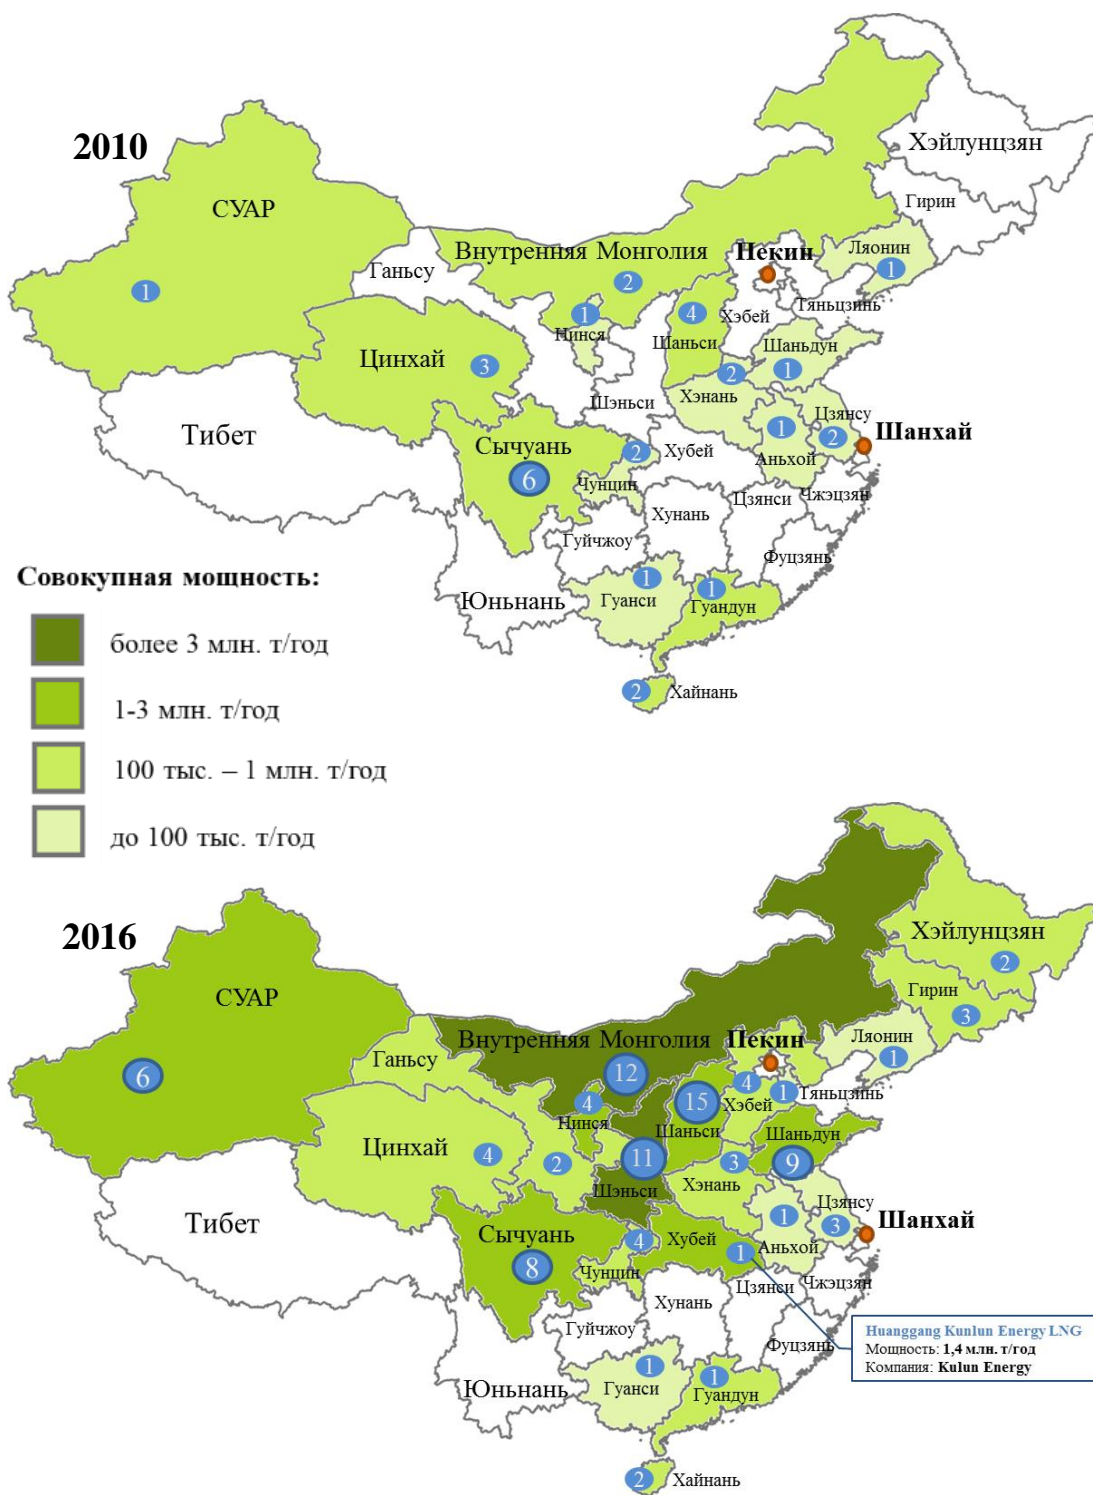 2010
Хэйлунцзян
СУАР
Гирин
Внутренняя Монголия
Пекин
Ляонин
Ганьсу
1
2
1
1
4
Тяньцзинь
Хэбей
Нинся
Шаньси
Шаньдун
Цинхай
3
2
1
Хэнань
Шэньси
Цзянсу
Тибет
1
2
Шанхай
Сычуань
2
Хубей
Аньхой
6
Чунцин
Цзянси
Чжэцзян
Хунань
Гуйчжоу
Фуцзянь
Совокупная мощность:
1
1
Юньнань
Гуанси
Гуандун
более 3 млн. т/год
2
Хайнань
1-3 млн. т/год
100 тыс. – 1 млн. т/год
до 100 тыс. т/год
2016
Хэйлунцзян
2
СУАР
Гирин
3
Внутренняя Монголия
Пекин
Ляонин
Ганьсу
1
6
12
4
1
Тяньцзинь
4
15
Хэбей
Нинся
Шаньси
Шаньдун
Цинхай
4
2
11
3
9
Шэньси
Хэнань
Цзянсу
Тибет
1
3
Шанхай
Сычуань
4
Хубей
1
Аньхой
8
Чунцин
Цзянси
Чжэцзян
Хунань
Гуйчжоу
Huanggang Kunlun Energy LNG
Фуцзянь
Мощность: 1,4 млн. т/год
Компания: Kulun Energy
1
1
Юньнань
Гуанси
Гуандун
2
Хайнань